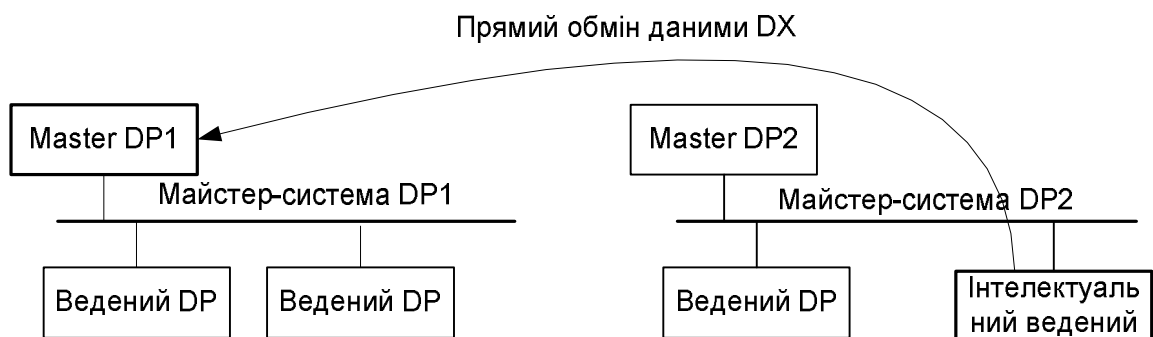 Прямий обмін даними DX
Master DP1
Master DP2
Майстер-система DP1
Майстер-система DP2
Ведений DP
Ведений DP
Ведений DP
Інтелектуаль
ний ведений